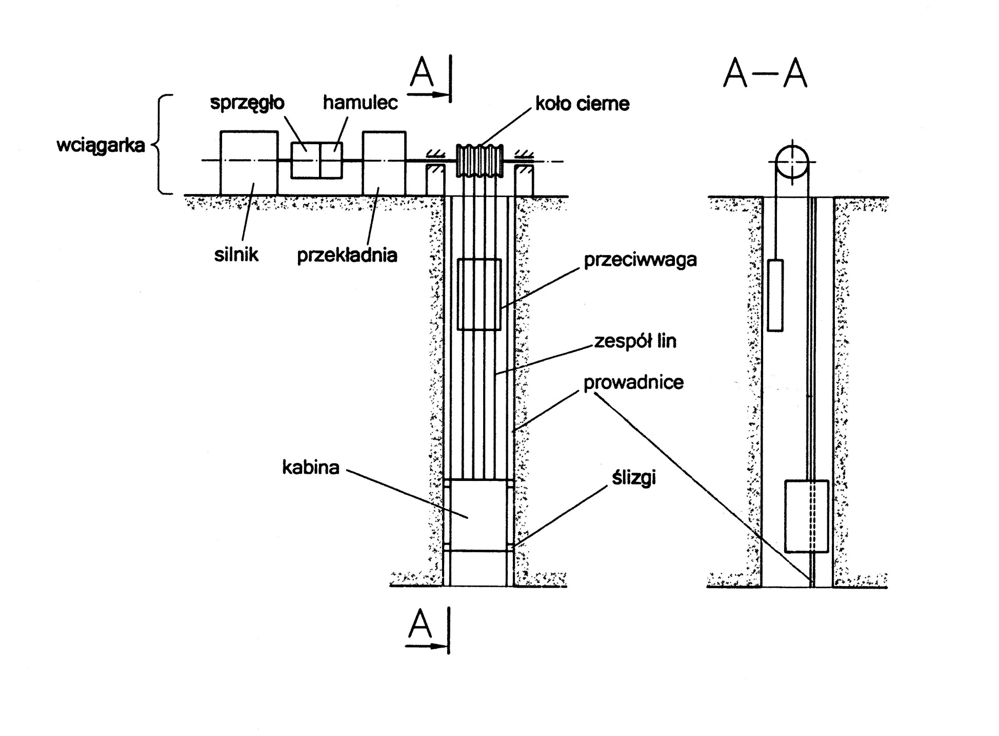 A
A—A
sprzęgło
hamulec
koło cierne
wciągarka
silnik
przekładnia
przeciwwaga
zespół lin
prowadnice
kabina
ślizgi
A